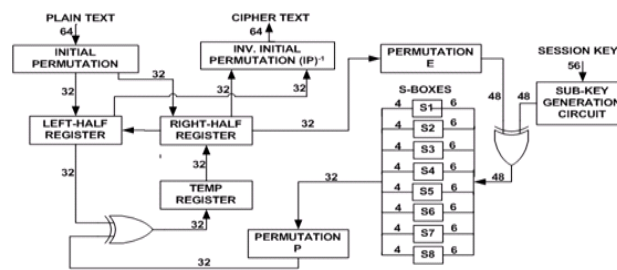 PLAIN TEXT
64
CIPHER TEXT
64
INITIAL
PERMUTATION
INV. INITIAL
PERMUTATION (IP)-1
PERMUTATION
E
SESSION KEY
56
SUB-KEY
GENERATION
CIRCUIT
32
32
32
32
32
48
48
48
S-BOXES
4 S1 6
4 S2 6
4 S3 6
4 S4 6
4 S5 6
4 S6 6
4 S7 6
4 S8 6
LEFT-HALF
REGISTER
RIGHT-HALF
REGISTER
32
32
TEMP
REGISTER
32
32
PERMUTATION
P
32